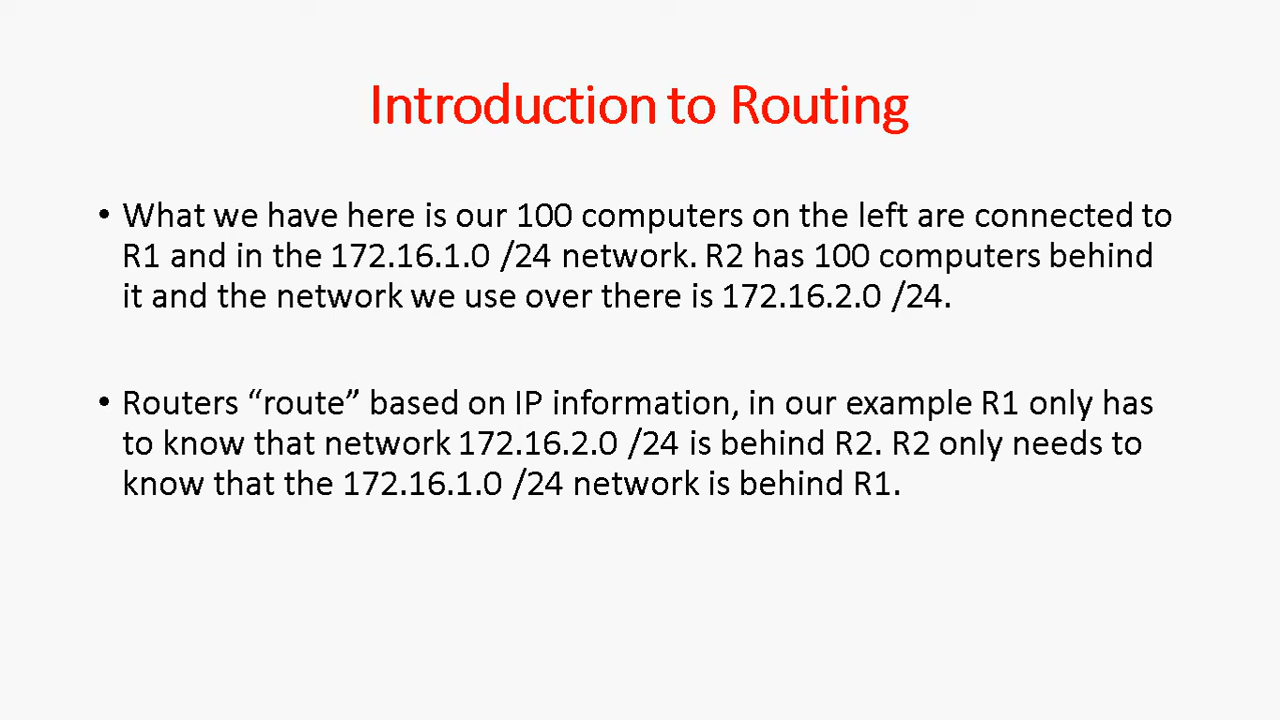 Introduction to Routing
• What we have here is our 100 computers on the left are connected to
R1 and in the 172.16.1.0 /24 network. R2 has 100 computers behind
it and the network we use over there is 172.16.2.0 /24.
• Routers “route” based on IP information, in our example R1 only has
to know that network 172.16.2.0 /24 is behind R2. R2 only needs to
know that the 172.16.1.0 /24 network is behind R1.